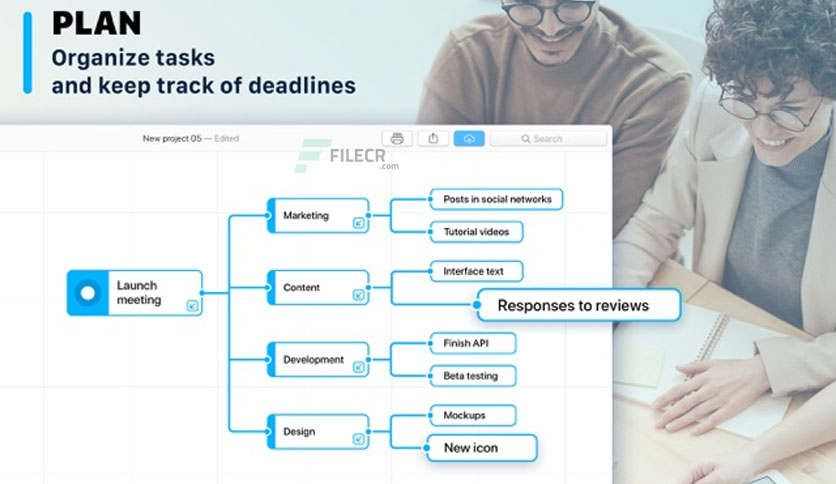 PLAN
Organize tasks
and keep track of deadlines
New project 05 — Edited
Search
FILECR
.com
Marketing
Posts in social networks
Tutorial videos
Launch
meeting
Content
Interface text
Responses to reviews
Development
Finish API
Beta testing
Design
Mockups
New icon